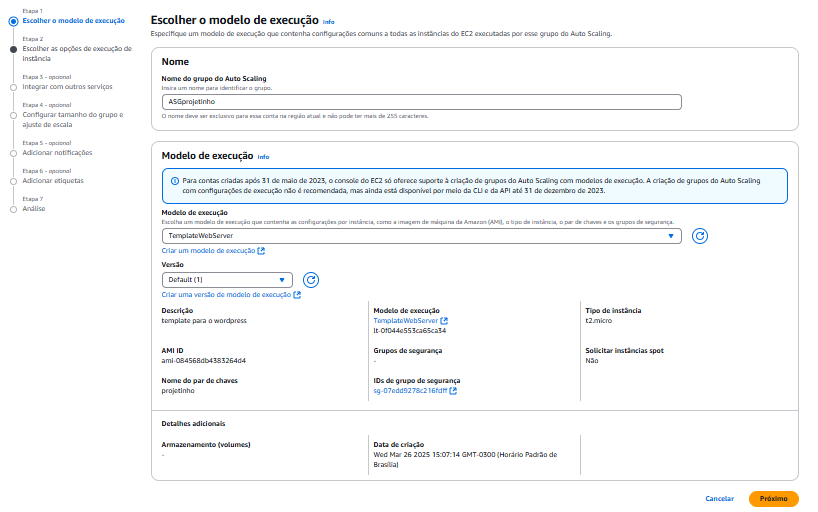 Etapa 1
Escolher o modelo de execução
Etapa 2
Escolher as opções de execução de
instância
Etapa 3 - opcional
Integrar com outros serviços
Etapa 4 - opcional
Configurar tamanho do grupo e
ajuste de escala
Etapa 5 - opcional
Adicionar notificações
Etapa 6 - opcional
Adicionar etiquetas
Etapa 7
Análise
Escolher o modelo de execução Info
Especifique um modelo de execução que contenha configurações comuns a todas as instâncias do EC2 executadas por esse grupo do Auto Scaling.
Nome
Nome do grupo do Auto Scaling
Insira um nome para identificar o grupo.
ASGprojetinho
O nome deve ser exclusivo para essa conta na região atual e não pode ter mais de 255 caracteres.
Modelo de execução Info
Para contas criadas após 31 de maio de 2023, o console do EC2 só oferece suporte à criação de grupos do Auto Scaling com modelos de execução. A criação de grupos do Auto Scaling
com configurações de execução não é recomendada, mas ainda está disponível por meio da CLI e da API até 31 de dezembro de 2023.
Modelo de execução
Escolha um modelo de execução que contenha as configurações por instância, como a imagem de máquina da Amazon (AMI), o tipo de instância, o par de chaves e os grupos de segurança.
TemplateWebServer
Criar um modelo de execução
Versão
Default (1)
Criar uma versão de modelo de execução
Descrição
template para o wordpress
Modelo de execução
TemplateWebServer
lt-0f044e553ca65ca34
Tipo de instância
t2.micro
AMI ID
ami-084568db4383264d4
Grupos de segurança
-
Solicitar instâncias spot
Não
Nome do par de chaves
projetinho
IDs de grupo de segurança
sg-07edd9278c216fdff
Detalhes adicionais
Armazenamento (volumes)
-
Data de criação
Wed Mar 26 2025 15:07:14 GMT-0300 (Horário Padrão de
Brasília)
Cancelar
Próximo